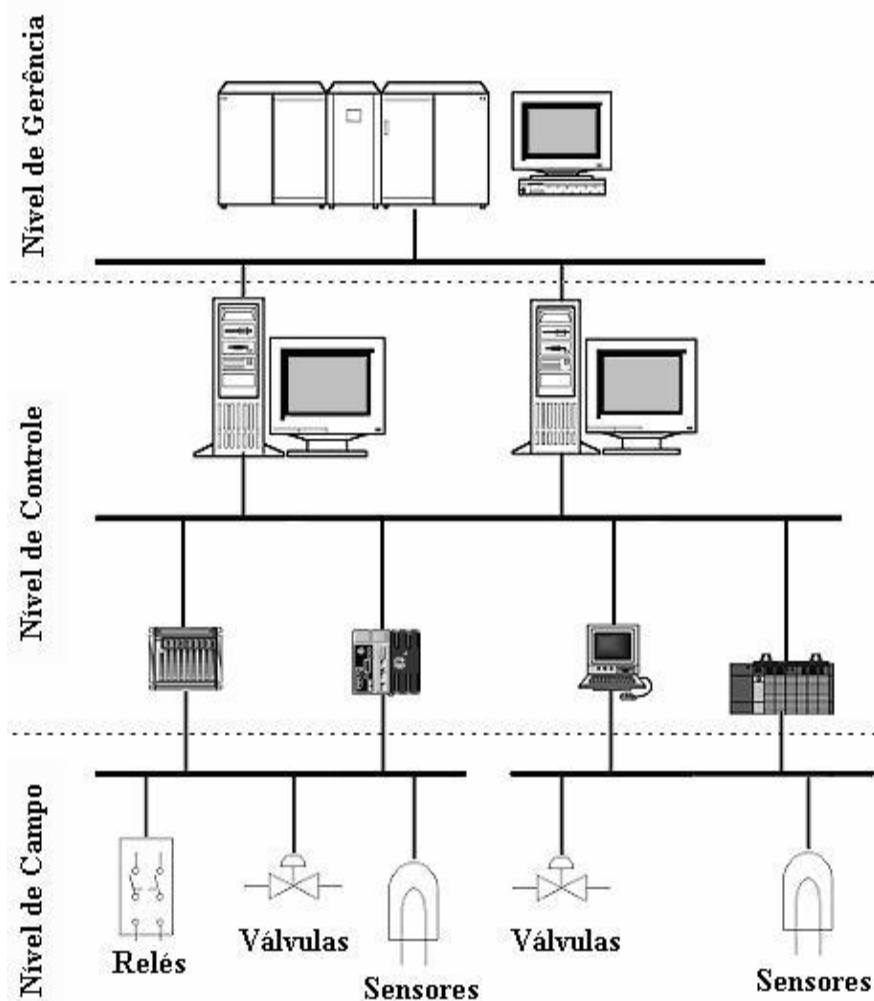 Nível de Gerência
Nível de Controle
Nível de Campo
Relés
Válvulas
Sensores
Válvulas
Sensores